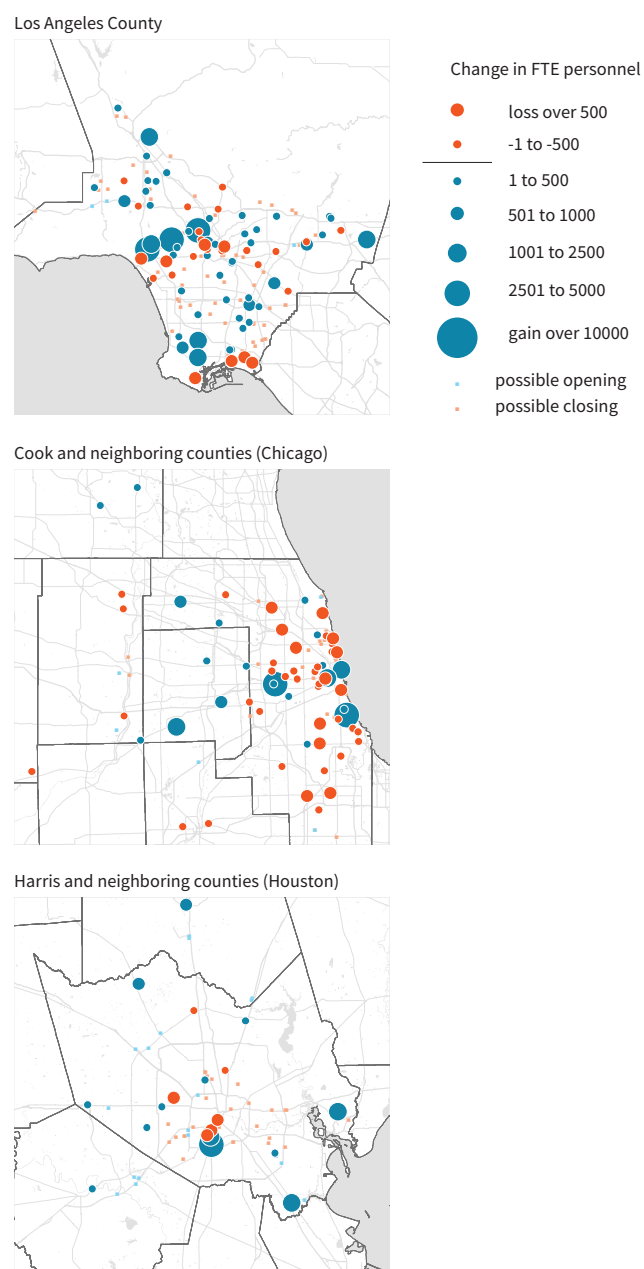 Los Angeles County
Change in FTE personnel
loss over 500
-1 to -500
1 to 500
501 to 1000
1001 to 2500
2501 to 5000
gain over 10000
possible opening
possible closing
Cook and neighboring counties (Chicago)
Harris and neighboring counties (Houston)